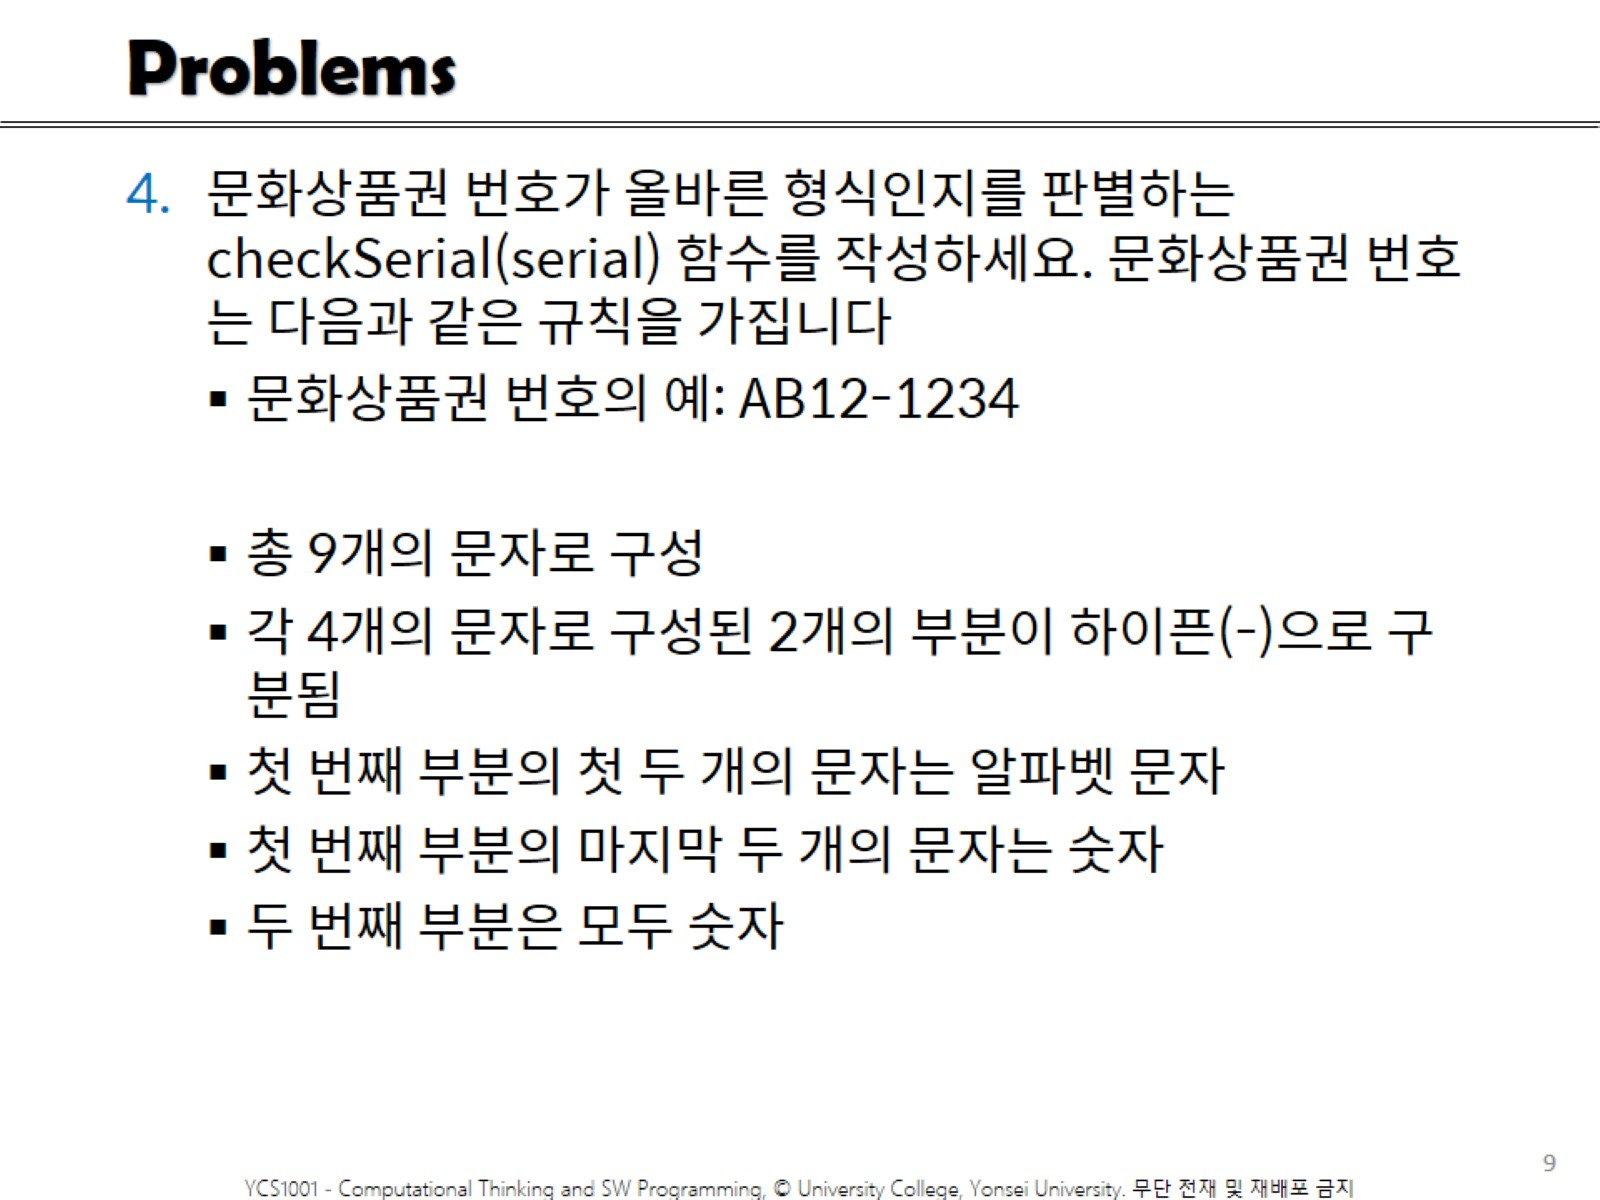 Problems
4. 문화상품권 번호가 올바른 형식인지를 판별하는
checkSerial(serial) 함수를 작성하세요. 문화상품권 번호
는 다음과 같은 규칙을 가집니다
▪ 문화상품권 번호의 예: AB12-1234
▪ 총 9개의 문자로 구성
▪ 각 4개의 문자로 구성된 2개의 부분이 하이픈(-)으로 구
분됨
▪ 첫 번째 부분의 첫 두 개의 문자는 알파벳 문자
▪ 첫 번째 부분의 마지막 두 개의 문자는 숫자
▪ 두 번째 부분은 모두 숫자
9
YCS1001 - Computational Thinking and SW Programming, © University College, Yonsei University. 무단 전재 및 재배포 금지